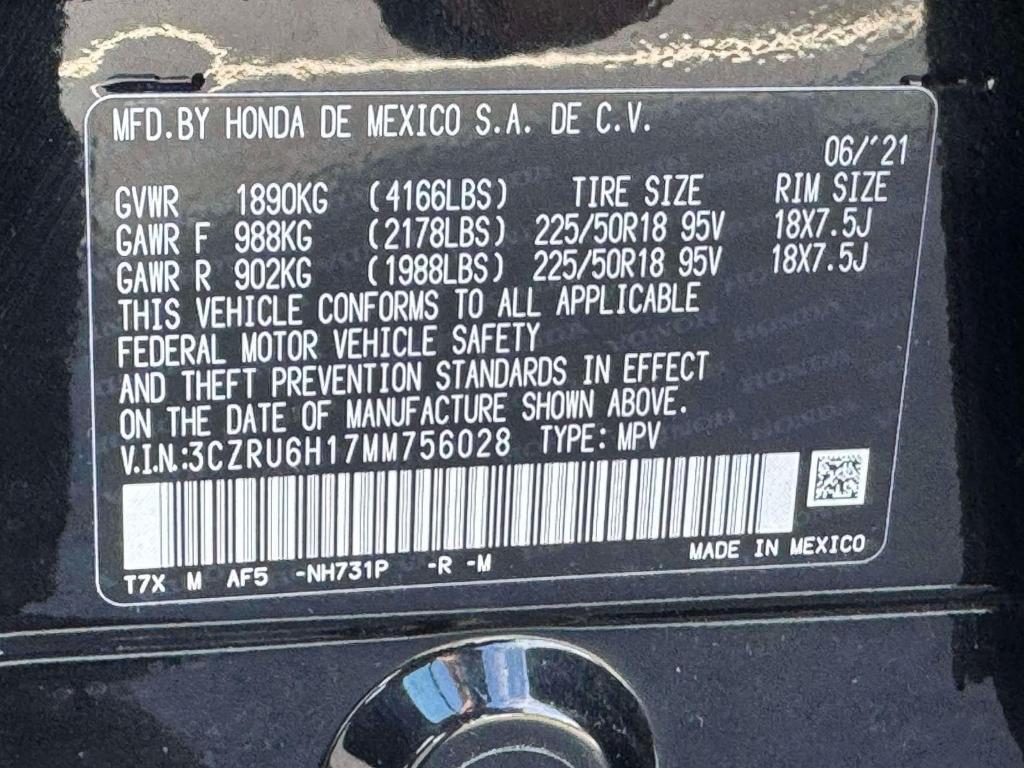 MFD.BY HONDA DE MEXICO S.A. DE C.V.
06/'21
GVWR 1890KG (4166LBS) TIRE SIZE RIM SIZE
GAWR F 988KG (2178LBS) 225/50R18 95V 18X7.5J
GAWR R 902KG (1988LBS) 225/50R18 95V 18X7.5J
THIS VEHICLE CONFORMS TO ALL APPLICABLE
FEDERAL MOTOR VEHICLE SAFETY
AND THEFT PREVENTION STANDARDS IN EFFECT
ON THE DATE OF MANUFACTURE SHOWN ABOVE.
V.I.N.:3CZRU6H17MM756028 TYPE: MPV
MADE IN MEXICO
T7X M AF5 -NH731P -R -M